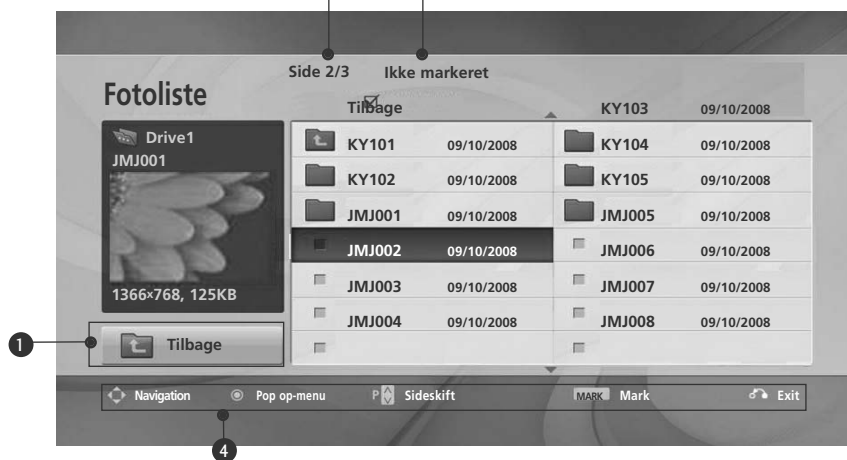 Side 2/3 Ikke markeret
Fotoliste
Tilbage KY103 09/10/2008
Drive1
JMJ001
KY101 09/10/2008 KY104 09/10/2008
KY102 09/10/2008 KY105 09/10/2008
JMJ001 09/10/2008 JMJ005 09/10/2008
JMJ002 09/10/2008 JMJ006 09/10/2008
JMJ003 09/10/2008 JMJ007 09/10/2008
1366×768, 125KB
JMJ004 09/10/2008 JMJ008 09/10/2008
1 Tilbage
Navigation Pop op-menu P Sideskift MARK Mark Exit
4